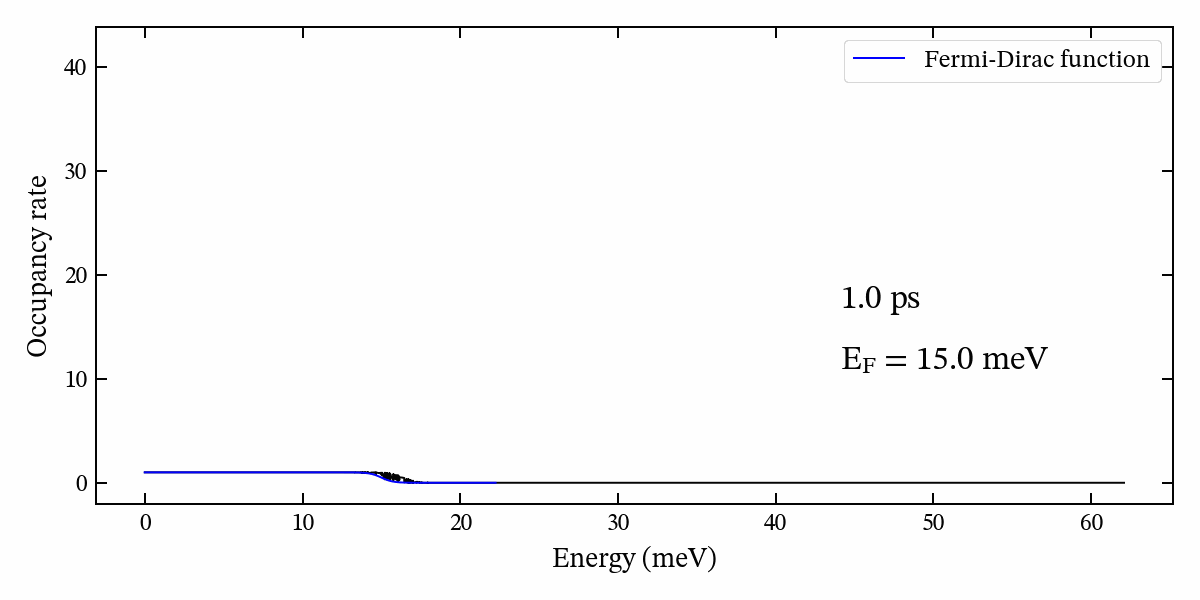 Fermi-Dirac function
40
30
20
10
0
Occupancy rate
1.0 ps
E_F = 15.0 meV
0 10 20 30 40 50 60
Energy (meV)